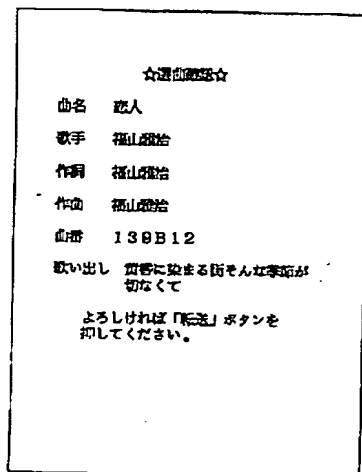 ☆選曲確認☆
曲名 恋人
歌手 福山雅治
作詞 福山雅治
作曲 福山雅治
曲番 139B12
歌い出し 黄昏に染まる街そんな季節が
切なくて
よろしければ「転送」ボタンを
押してください。